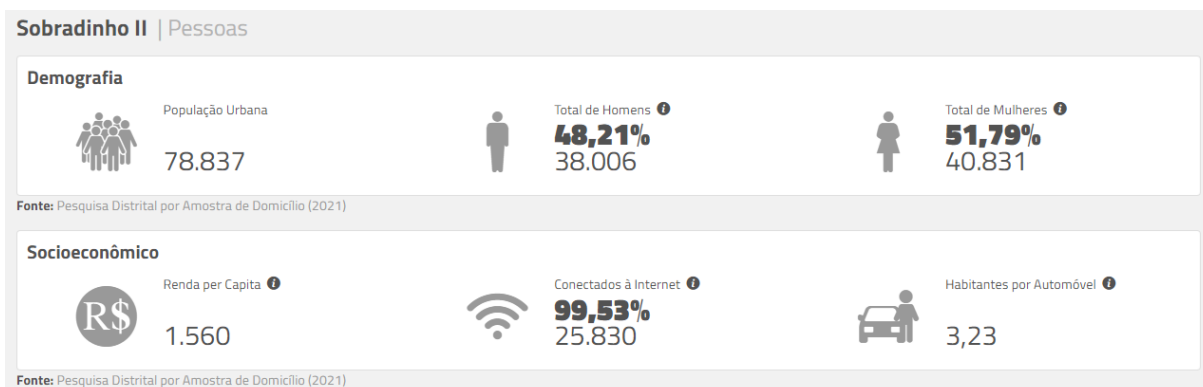 Sobradinho II | Pessoas
Demografia
População Urbana
78.837
Total de Homens i
48,21%
38.006
Total de Mulheres i
51,79%
40.831
Fonte: Pesquisa Distrital por Amostra de Domicílio (2021)
Socioeconômico
R$
Renda per Capita i
1.560
Conectados à Internet i
99,53%
25.830
Habitantes por Automóvel i
3,23
Fonte: Pesquisa Distrital por Amostra de Domicílio (2021)